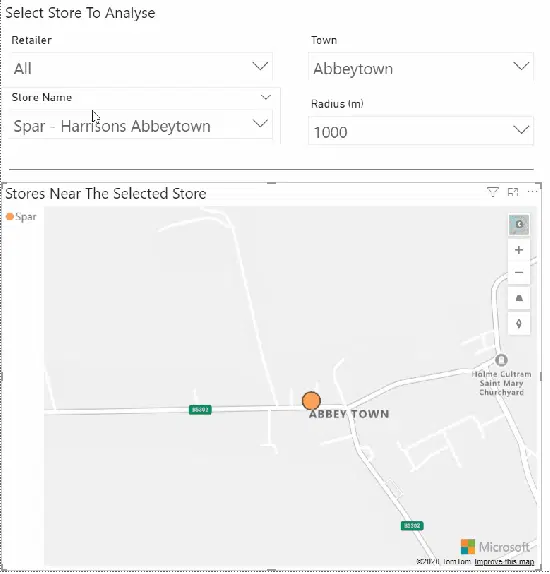 Select Store To Analyse
Retailer
Town
All
Abbeytown
Store Name
Radius (m)
Spar - Harrisons Abbeytown
1000
Stores Near The Selected Store
Spar
Holme Cultram
Saint Mary
Churchyard
B5302
ABBEY TOWN
B5302
Microsoft
©2020 TomTom, Improve this map